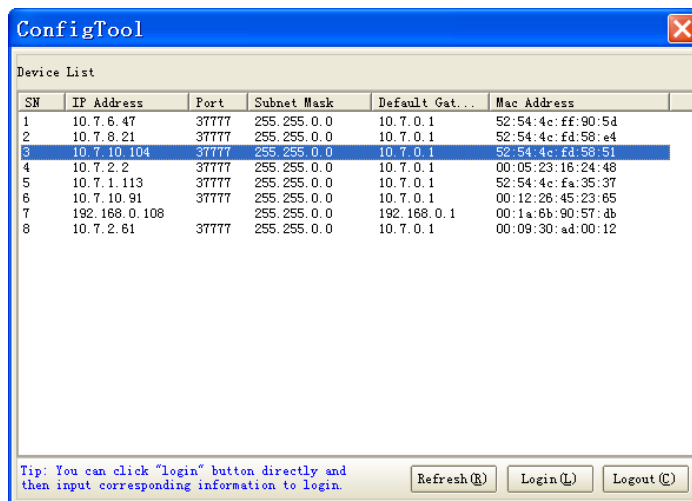 ConfigTool
Device List
SN IP Address Port Subnet Mask Default Gat... Mac Address
1 10.7.6.47 37777 255.255.0.0 10.7.0.1 52:54:4c:ff:90:5d
2 10.7.8.21 37777 255.255.0.0 10.7.0.1 52:54:4c:fd:58:e4
3 10.7.10.104 37777 255.255.0.0 10.7.0.1 52:54:4c:fd:58:51
4 10.7.2.2 37777 255.255.0.0 10.7.0.1 00:05:23:16:24:48
5 10.7.1.113 37777 255.255.0.0 10.7.0.1 52:54:4c:fa:35:37
6 10.7.10.91 37777 255.255.0.0 10.7.0.1 00:12:26:45:23:65
7 192.168.0.108 255.255.0.0 192.168.0.1 00:1a:6b:90:57:db
8 10.7.2.61 37777 255.255.0.0 10.7.0.1 00:09:30:ad:00:12
Tip: You can click "login" button directly and
then input corresponding information to login.
Refresh(R) Login(L) Logout(C)